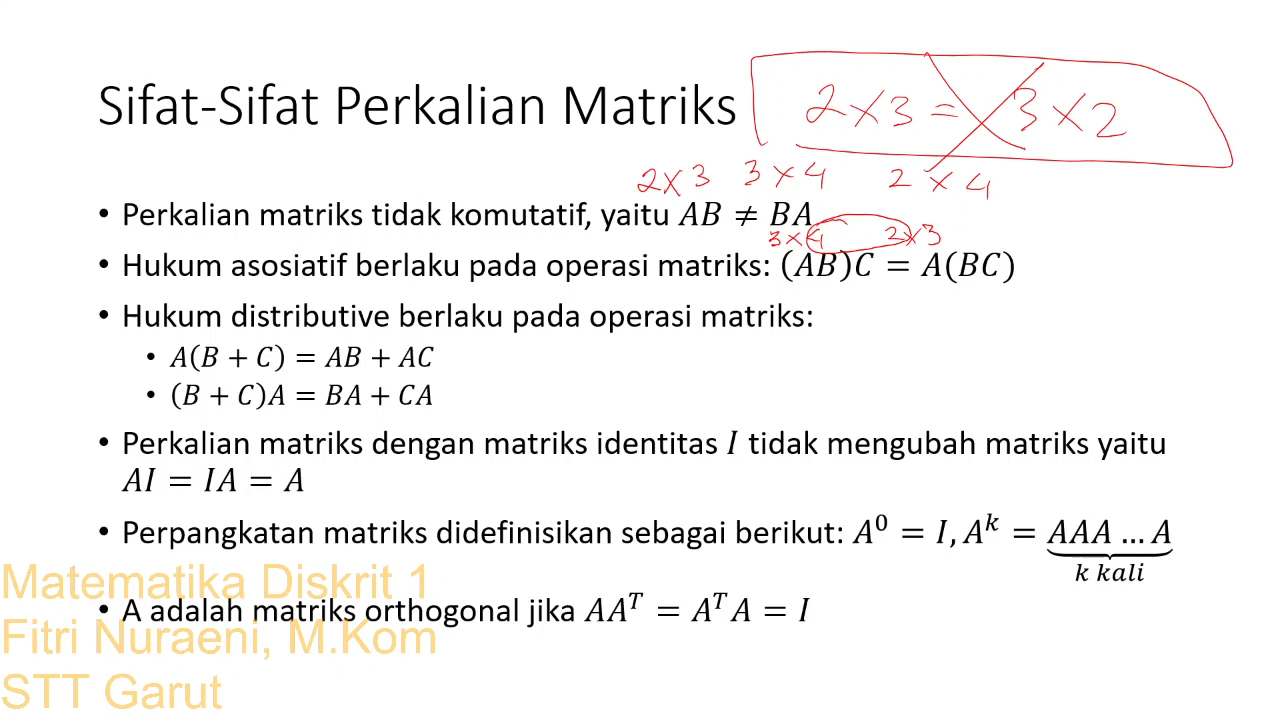 Sifat-Sifat Perkalian Matriks
2 x 3 = 3 x 2
2 x 3 3 x 4 2 x 4
• Perkalian matriks tidak komutatif, yaitu AB ≠ BA
3 x 4 2 x 3
• Hukum asosiatif berlaku pada operasi matriks: (AB)C = A(BC)
• Hukum distributive berlaku pada operasi matriks:
• A(B + C) = AB + AC
• (B + C)A = BA + CA
• Perkalian matriks dengan matriks identitas I tidak mengubah matriks yaitu
AI = IA = A
• Perpangkatan matriks didefinisikan sebagai berikut: A⁰ = I, Aᵏ = AAA … A
k kali
• A adalah matriks orthogonal jika AAᵀ = AᵀA = I
Matematika Diskrit 1
Fitri Nuraeni, M.Kom
STT Garut